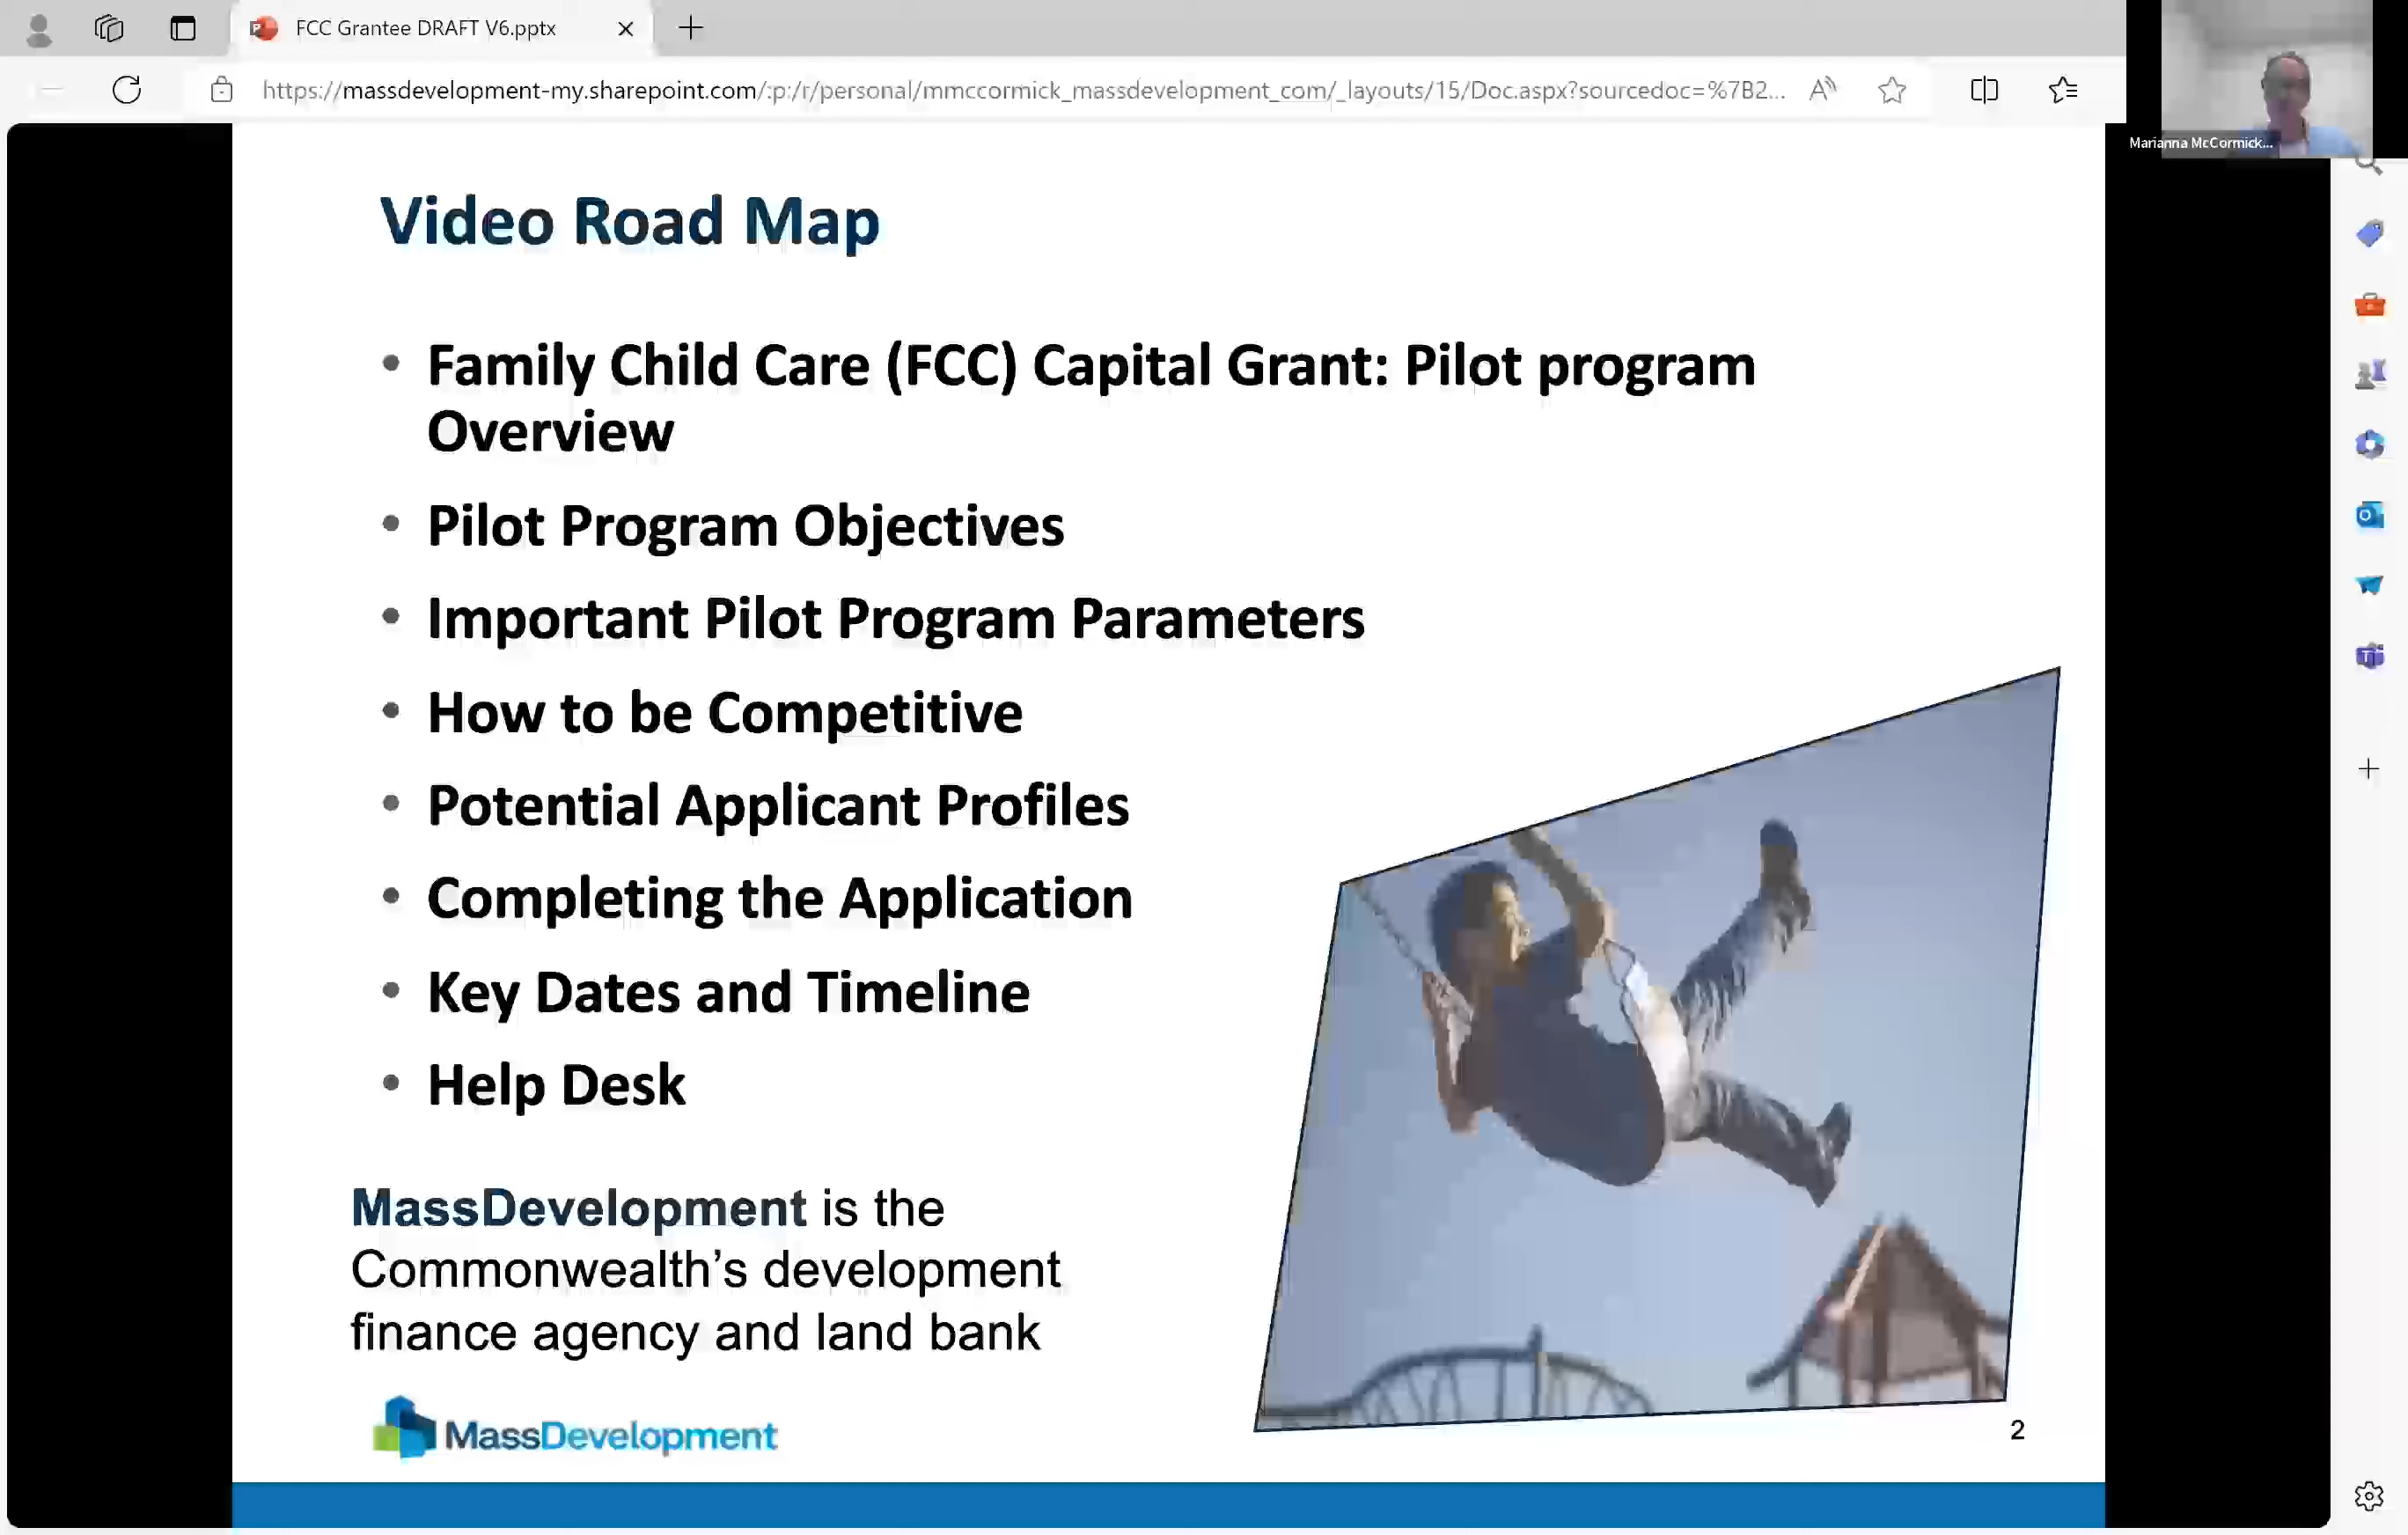 FCC Grantee DRAFT V6.pptx
https://massdevelopment-my.sharepoint.com/:p:/r/personal/mmccormick_massdevelopment_com/_layouts/15/Doc.aspx?sourcedoc=%7B2...
Marianna McCormick...
Video Road Map
• Family Child Care (FCC) Capital Grant: Pilot program
Overview
• Pilot Program Objectives
• Important Pilot Program Parameters
• How to be Competitive
• Potential Applicant Profiles
• Completing the Application
• Key Dates and Timeline
• Help Desk
MassDevelopment is the
Commonwealth’s development
finance agency and land bank
MassDevelopment
2